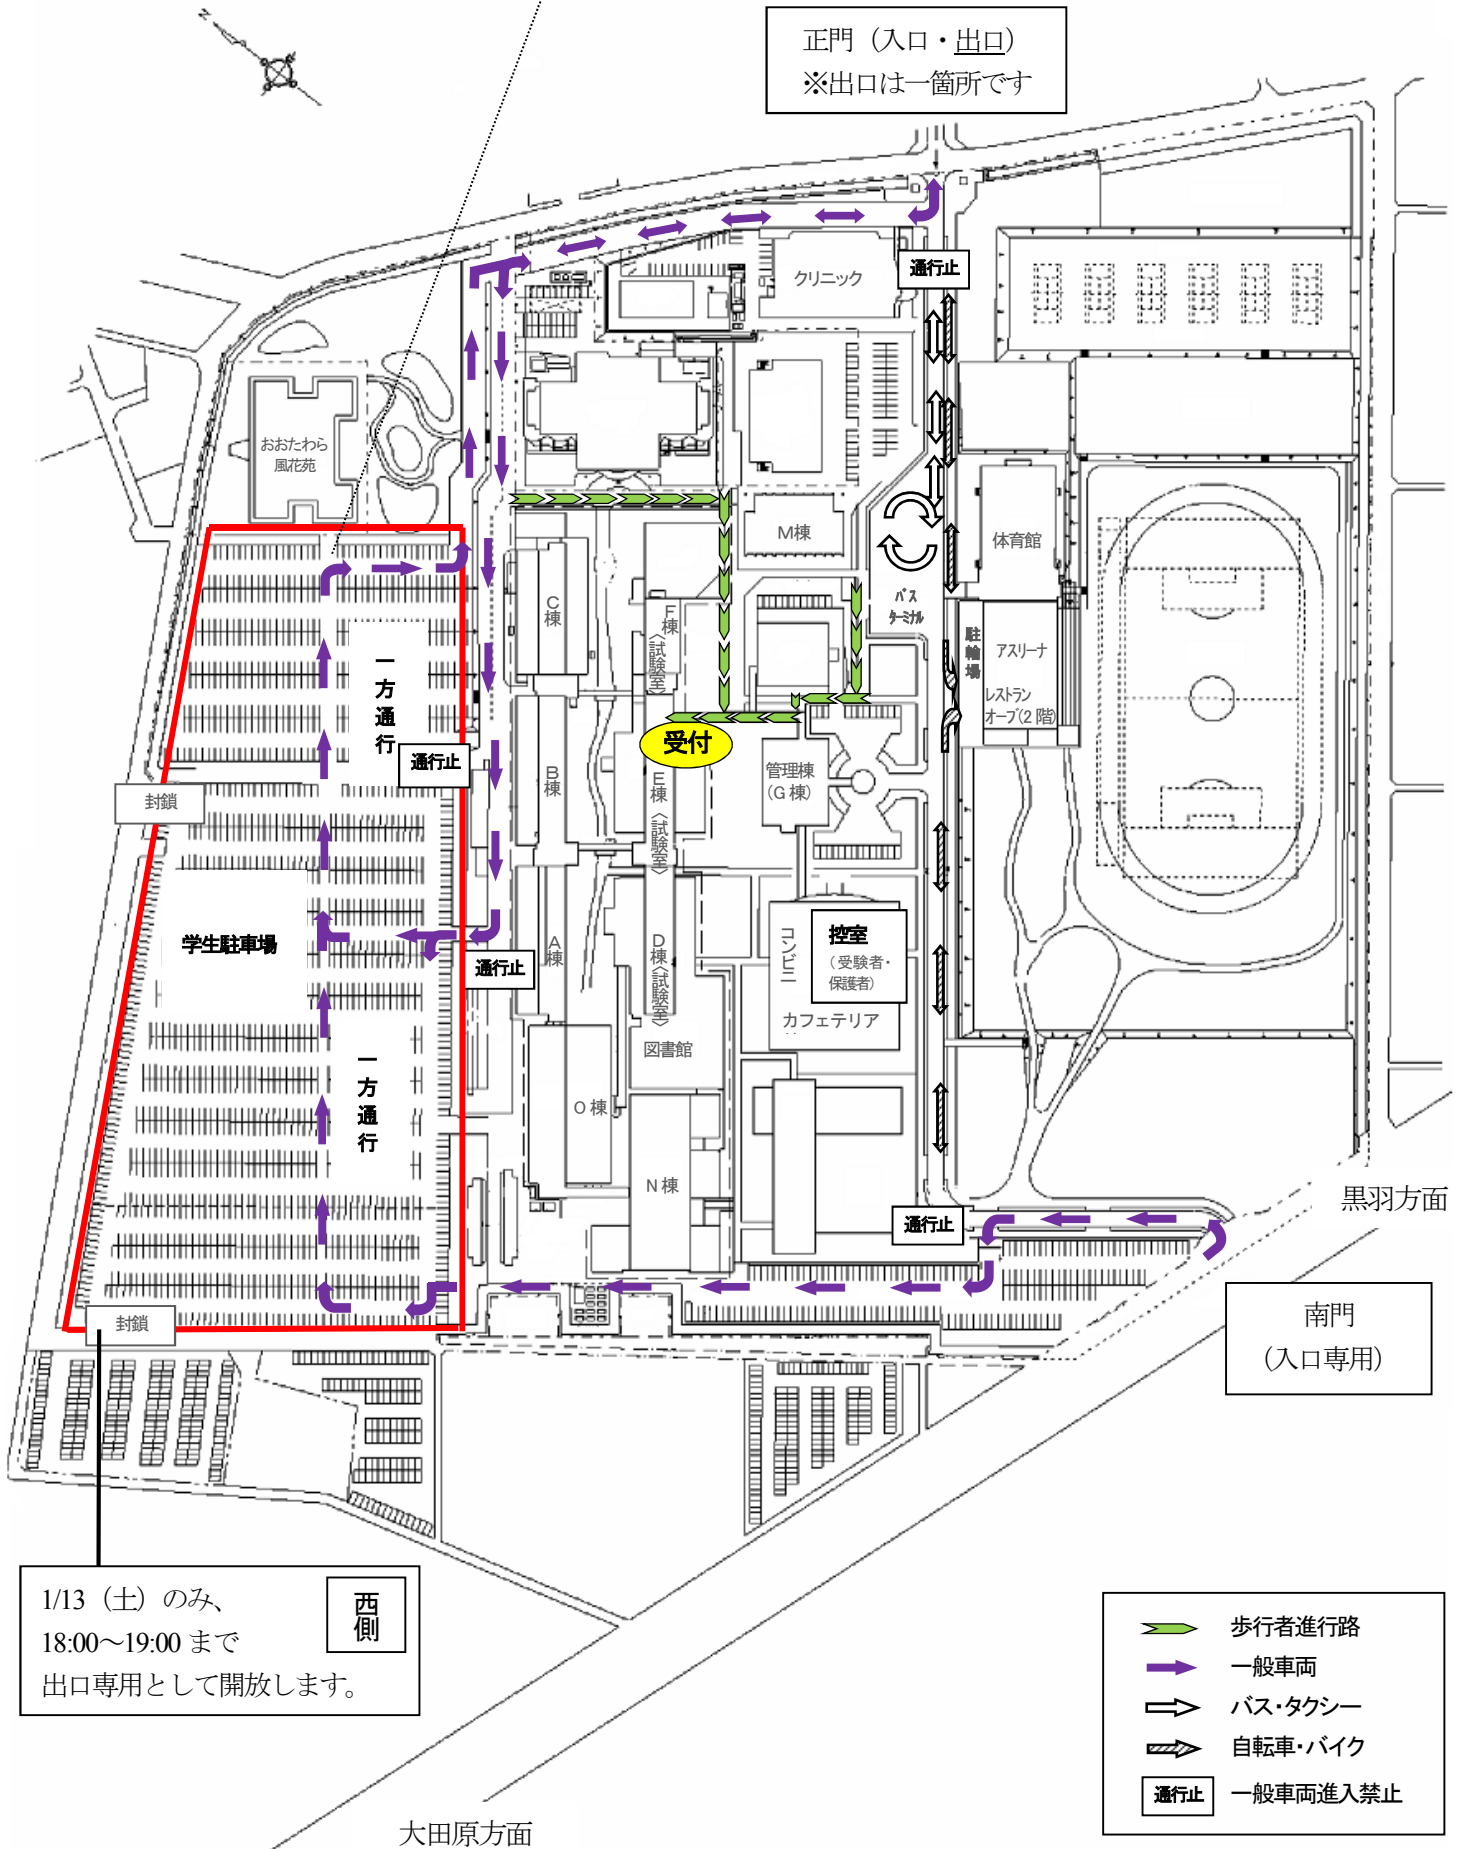 N
正門（入口・出口）
※出口は一箇所です
通行止
クリニック
おおたわら
風花苑
M棟
体育館
バス
ターミナル
C棟
F棟〈試験室〉
駐輪場
アスリーナ
レストラン
オーブ(2階)
一方通行
通行止
受付
封鎖
B棟
E棟〈試験室〉
管理棟
(G棟)
学生駐車場
通行止
A棟
D棟〈試験室〉
コンビニ
控室
（受験者・
保護者）
カフェテリア
図書館
一方通行
O棟
N棟
通行止
黒羽方面
封鎖
南門
（入口専用）
1/13（土）のみ、
18:00～19:00まで
出口専用として開放します。
西側
歩行者進行路
一般車両
バス・タクシー
自転車・バイク
通行止 一般車両進入禁止
大田原方面